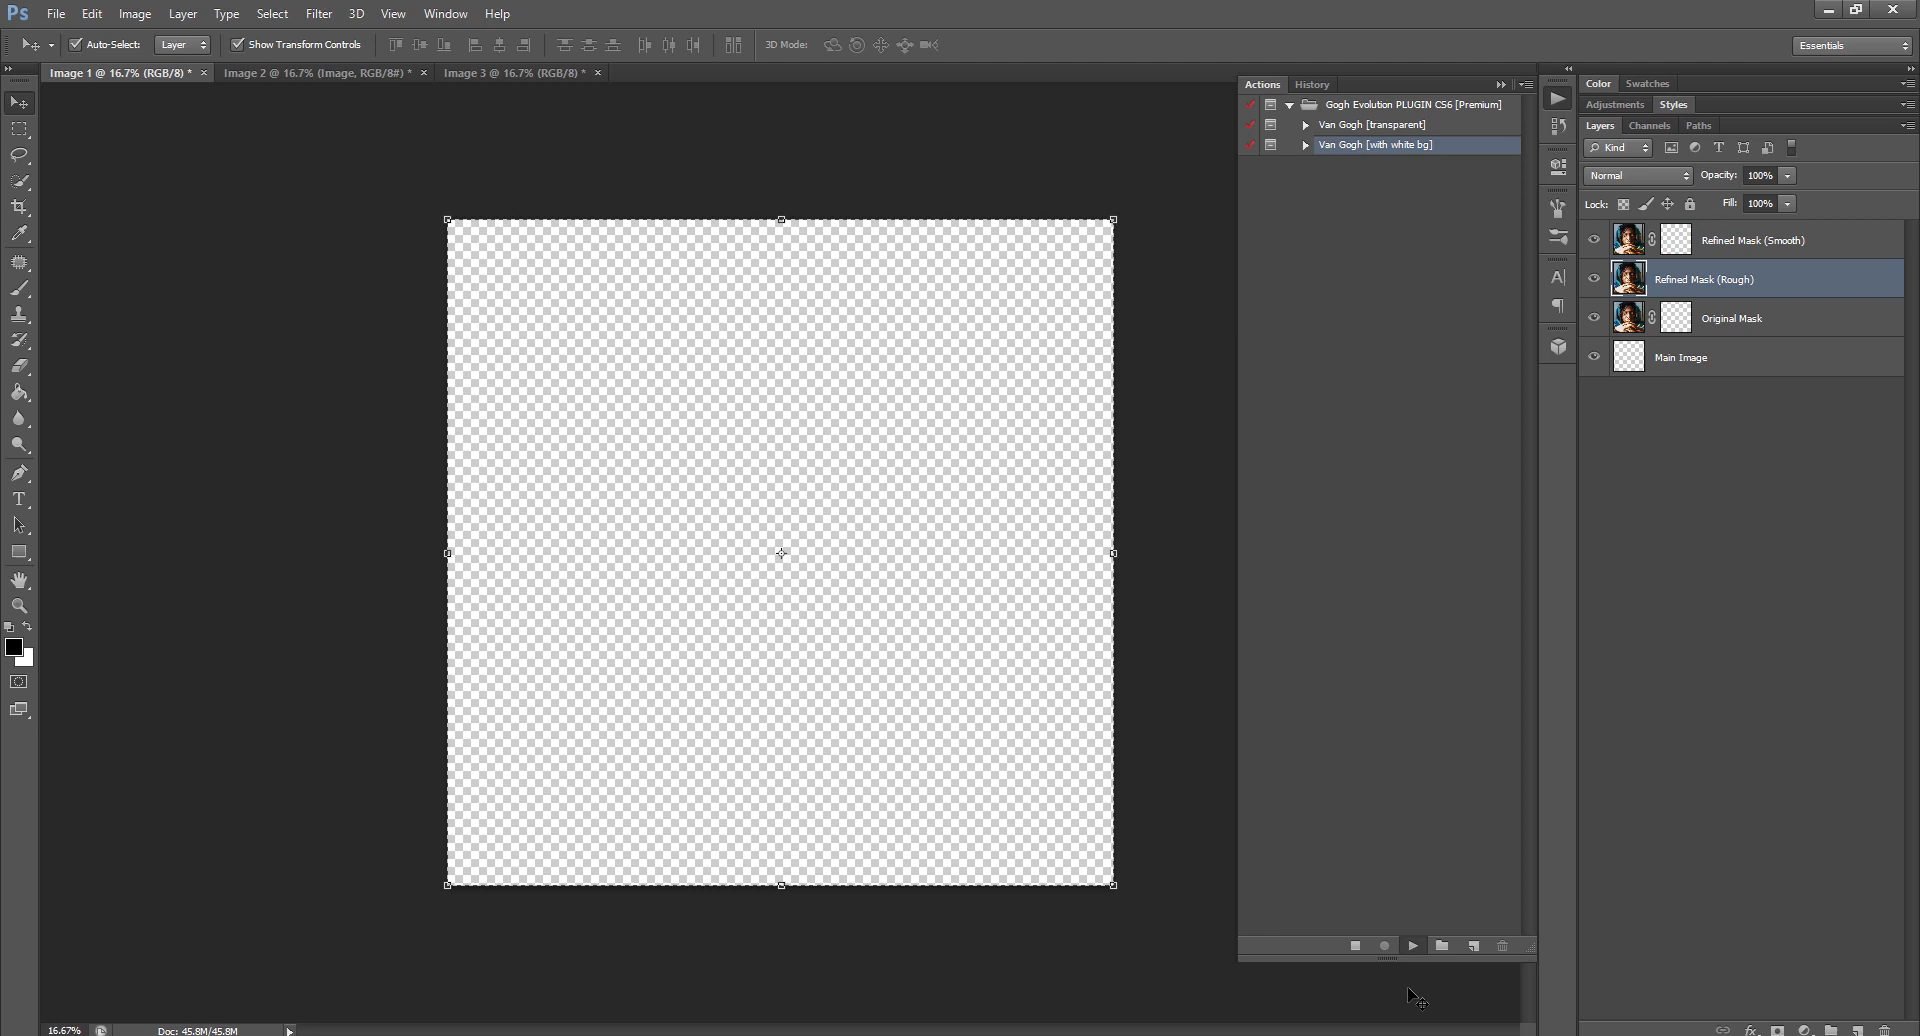 Ps File Edit Image Layer Type Select Filter 3D View Window Help
Auto-Select: Layer Show Transform Controls 3D Mode: Essentials
Image 1 @ 16.7% (RGB/8) * × Image 2 @ 16.7% (Image, RGB/8#) * × Image 3 @ 16.7% (RGB/8) * ×
Actions History
Gogh Evolution PLUGIN CS6 [Premium]
Van Gogh [transparent]
Van Gogh [with white bg]
Color Swatches
Adjustments Styles
Layers Channels Paths
Kind
Normal Opacity: 100%
Lock: Fill: 100%
Refined Mask (Smooth)
Refined Mask (Rough)
Original Mask
Main Image
16.67% Doc: 45.8M/45.8M